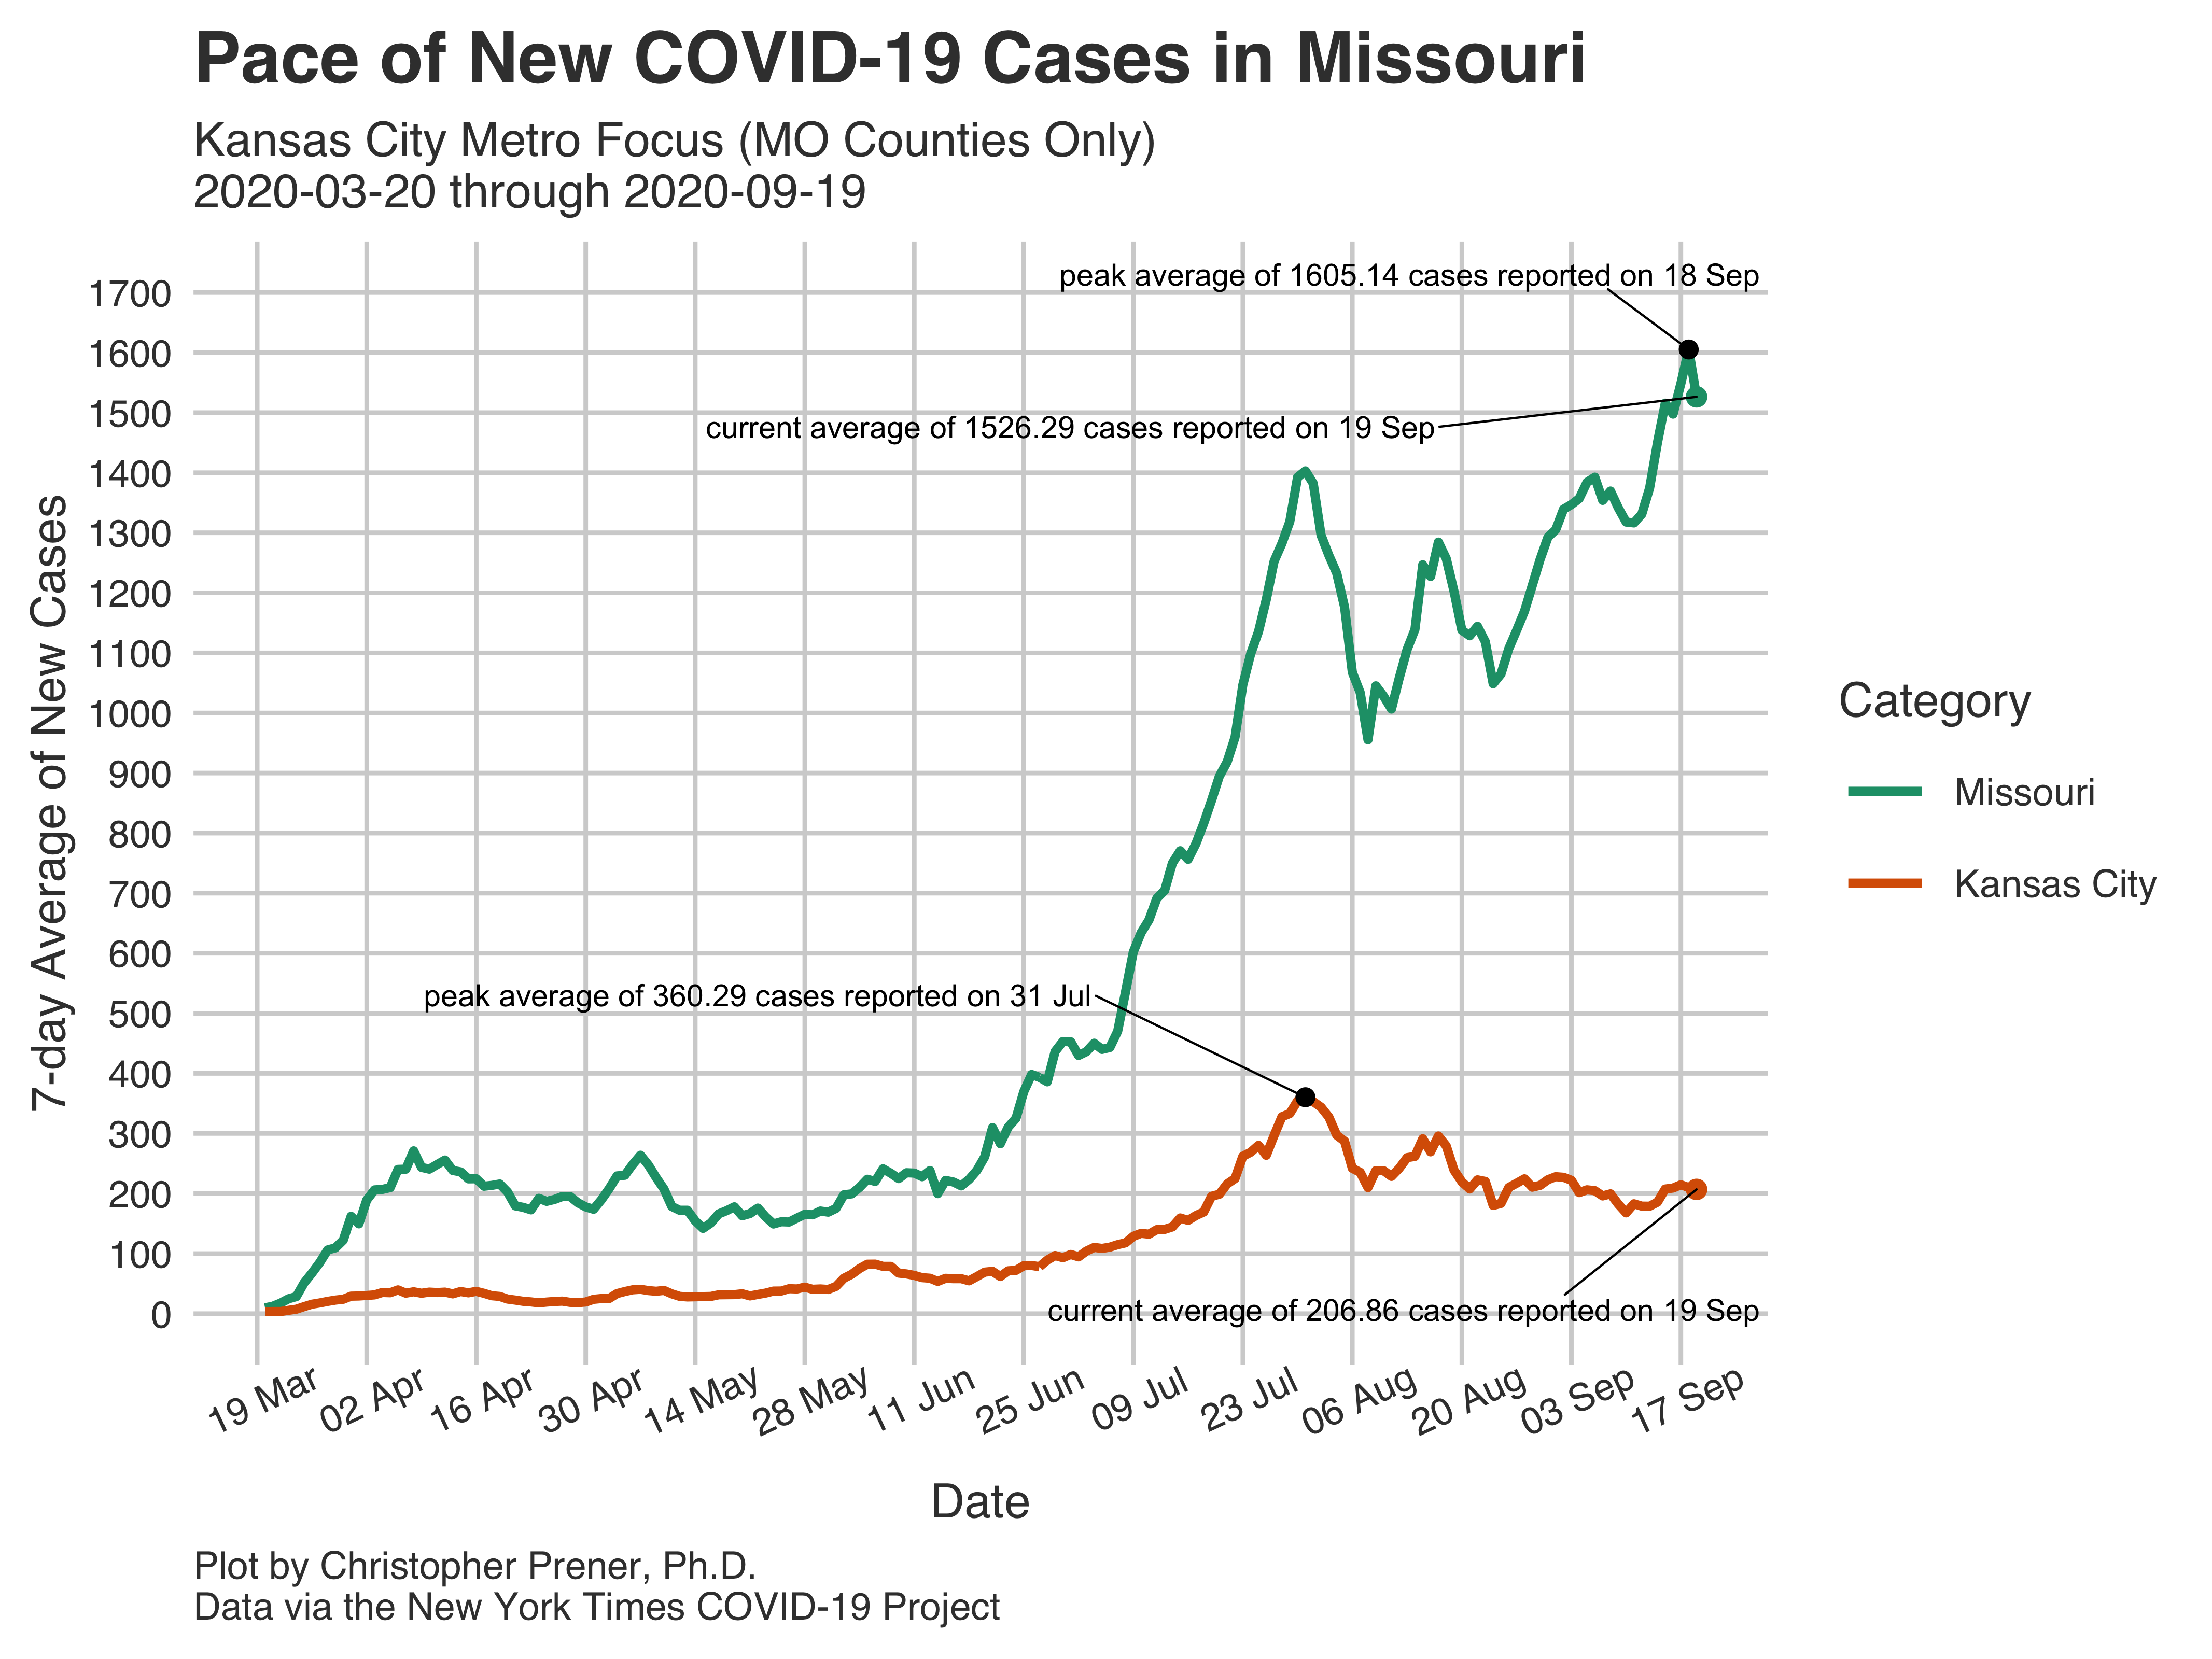 Pace of New COVID-19 Cases in Missouri
Kansas City Metro Focus (MO Counties Only)
2020-03-20 through 2020-09-19
7-day Average of New Cases
1700
1600
1500
1400
1300
1200
1100
1000
900
800
700
600
500
400
300
200
100
0
peak average of 1605.14 cases reported on 18 Sep
current average of 1526.29 cases reported on 19 Sep
peak average of 360.29 cases reported on 31 Jul
current average of 206.86 cases reported on 19 Sep
Category
Missouri
Kansas City
19 Mar
02 Apr
16 Apr
30 Apr
14 May
28 May
11 Jun
25 Jun
09 Jul
23 Jul
06 Aug
20 Aug
03 Sep
17 Sep
Date
Plot by Christopher Prener, Ph.D.
Data via the New York Times COVID-19 Project